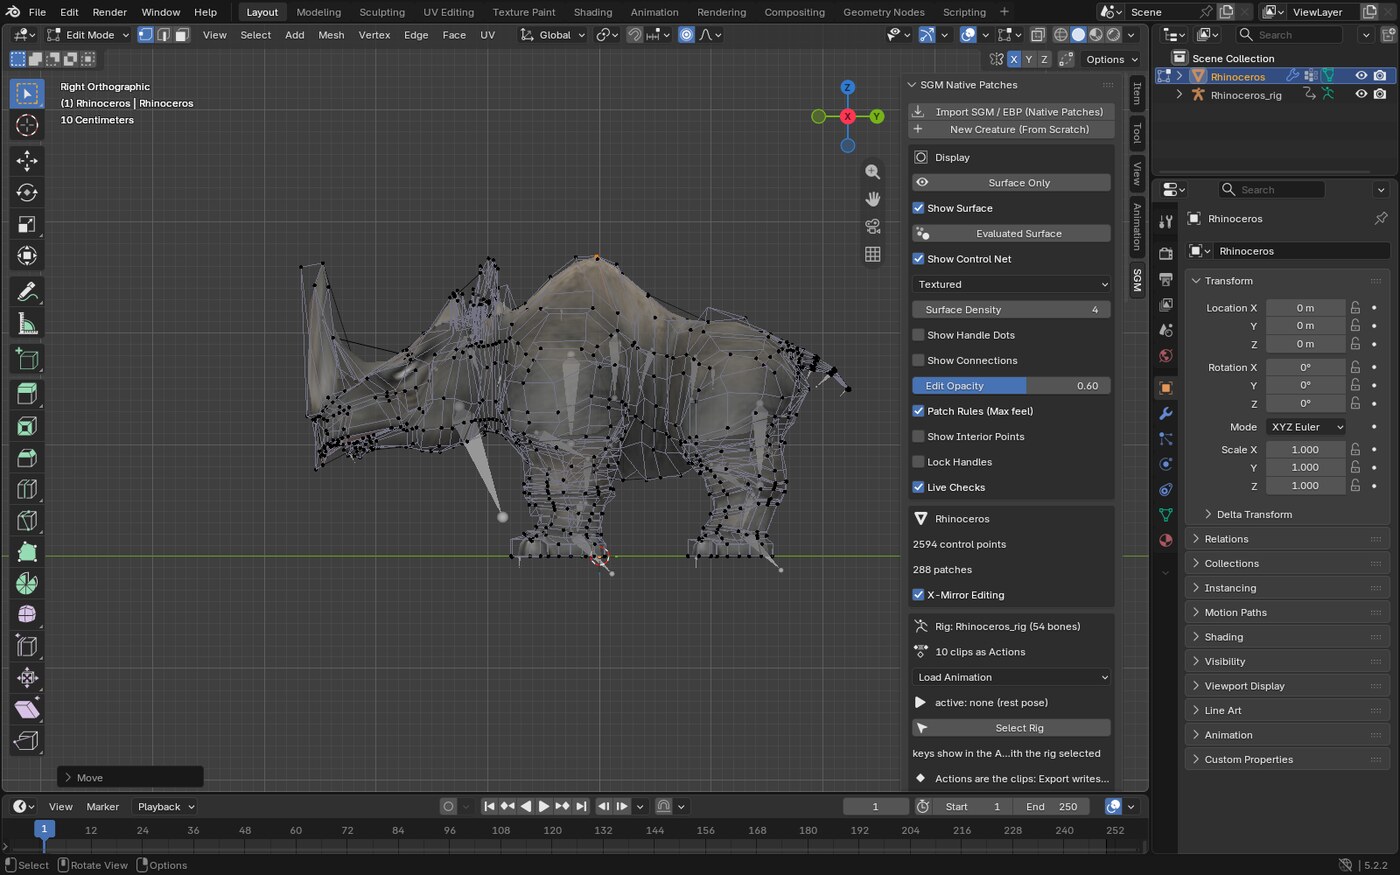 File Edit Render Window Help Layout Modeling Sculpting UV Editing Texture Paint Shading Animation Rendering Compositing Geometry Nodes Scripting + Scene ViewLayer
Edit Mode View Select Add Mesh Vertex Edge Face UV Global Search
X Y Z Options
Scene Collection
Rhinoceros
Rhinoceros_rig
Right Orthographic
(1) Rhinoceros | Rhinoceros
10 Centimeters
Z
X
Y
SGM Native Patches
Import SGM / EBP (Native Patches)
New Creature (From Scratch)
Display
Surface Only
Show Surface
Evaluated Surface
Show Control Net
Textured
Surface Density 4
Show Handle Dots
Show Connections
Edit Opacity 0.60
Patch Rules (Max feel)
Show Interior Points
Lock Handles
Live Checks
Rhinoceros
2594 control points
288 patches
X-Mirror Editing
Rig: Rhinoceros_rig (54 bones)
10 clips as Actions
Load Animation
active: none (rest pose)
Select Rig
keys show in the A...ith the rig selected
Actions are the clips: Export writes...
Item
Tool
View
Animation
SGM
Search
Rhinoceros
Rhinoceros
Transform
Location X 0 m
Y 0 m
Z 0 m
Rotation X 0°
Y 0°
Z 0°
Mode XYZ Euler
Scale X 1.000
Y 1.000
Z 1.000
Delta Transform
Relations
Collections
Instancing
Motion Paths
Shading
Visibility
Viewport Display
Line Art
Animation
Custom Properties
Move
View Marker Playback 1 Start 1 End 250
1 12 24 36 48 60 72 84 96 108 120 132 144 156 168 180 192 204 216 228 240 252
Select Rotate View Options 5.2.2